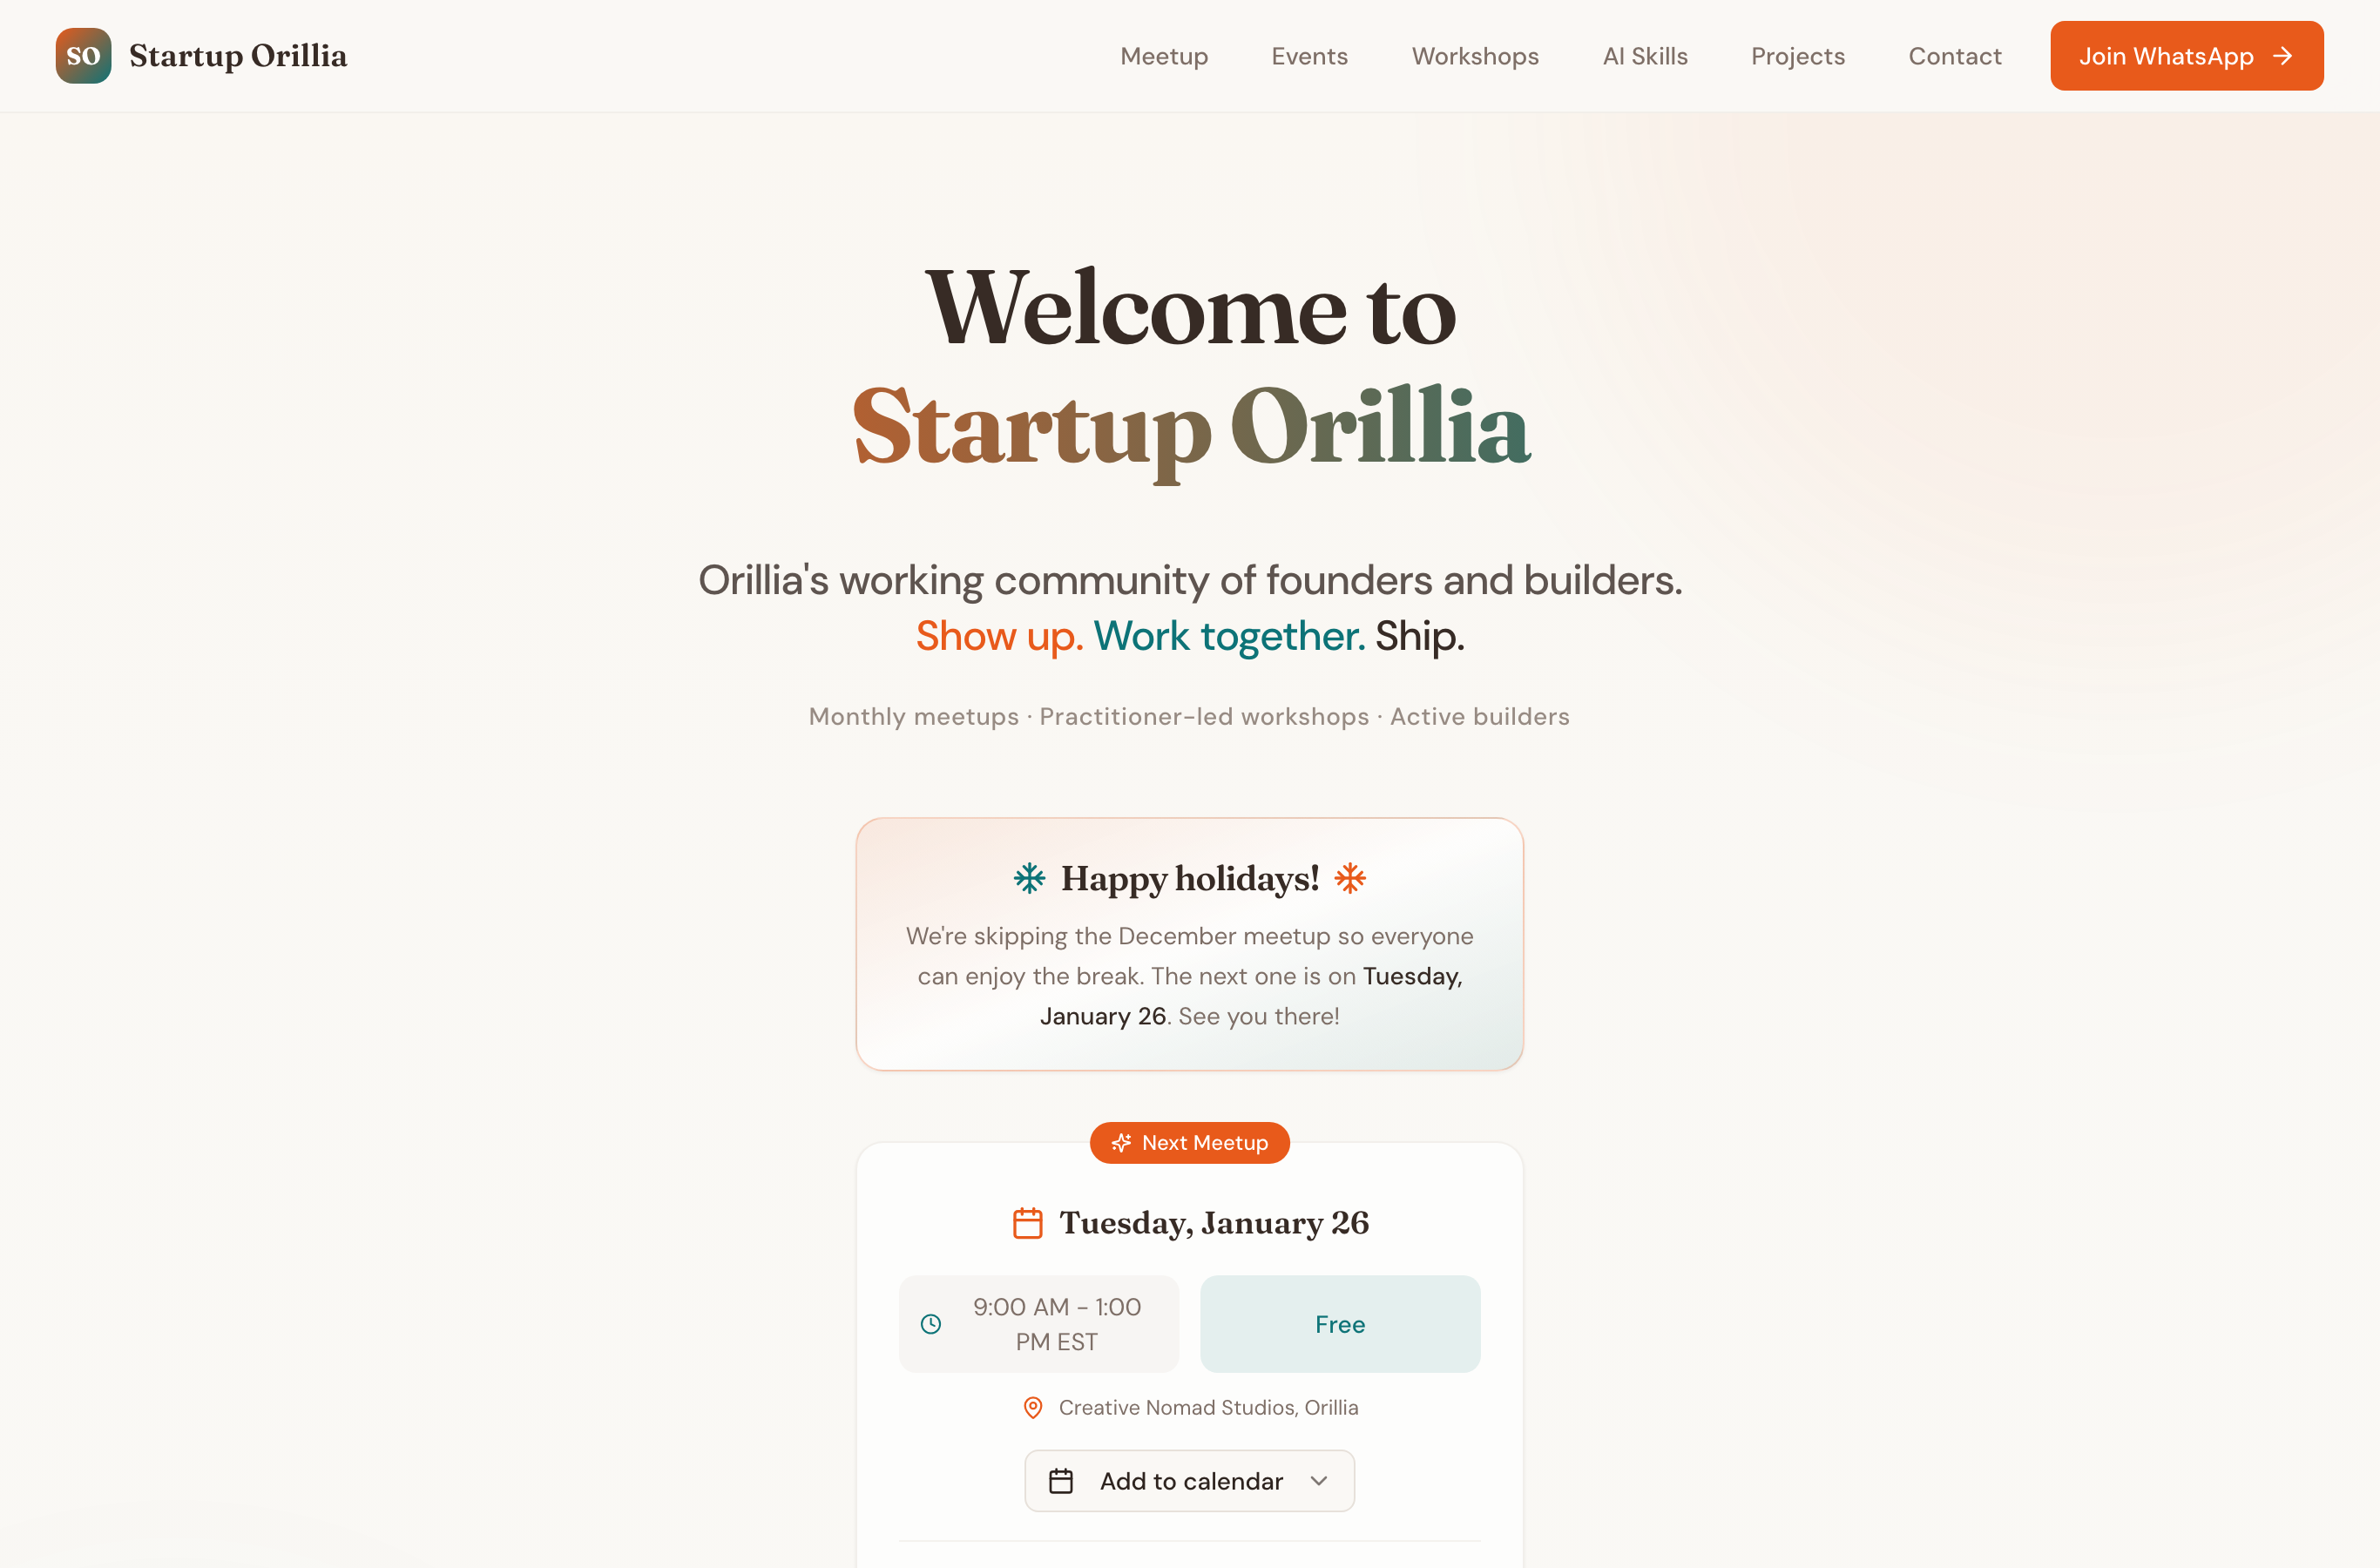 SO Startup Orillia Meetup Events Workshops AI Skills Projects Contact Join WhatsApp
Welcome to
Startup Orillia
Orillia's working community of founders and builders.
Show up. Work together. Ship.
Monthly meetups · Practitioner-led workshops · Active builders
Happy holidays!
We're skipping the December meetup so everyone
can enjoy the break. The next one is on Tuesday,
January 26. See you there!
Next Meetup
Tuesday, January 26
9:00 AM - 1:00
PM EST
Free
Creative Nomad Studios, Orillia
Add to calendar